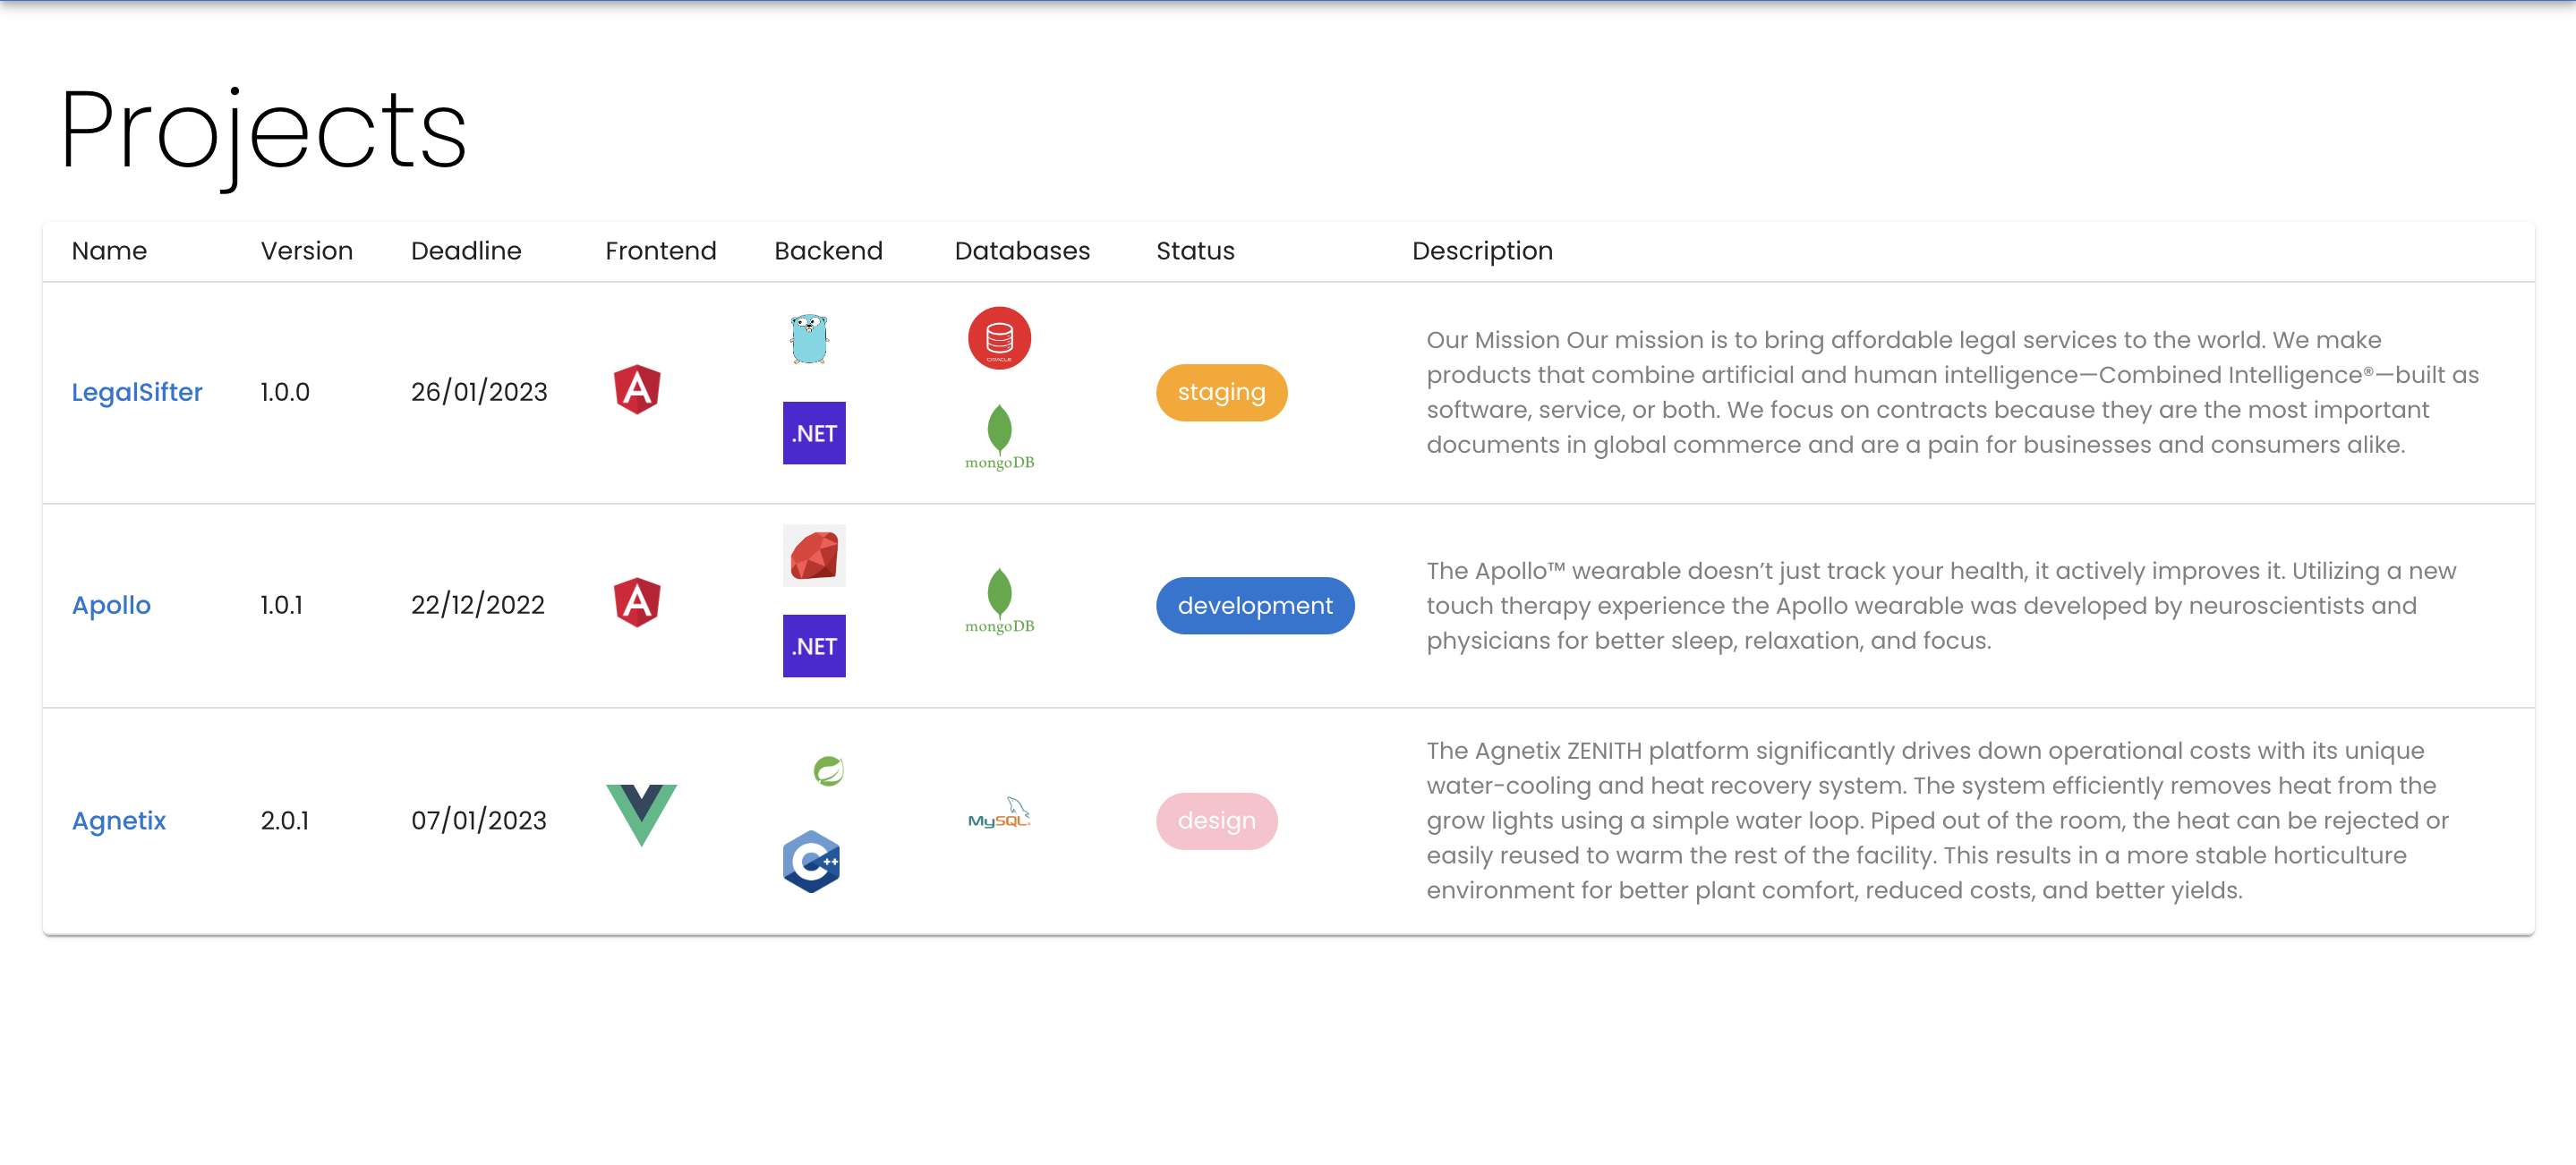 Projects
Name Version Deadline Frontend Backend Databases Status Description
LegalSifter 1.0.0 26/01/2023 staging
ORACLE
.NET
mongoDB
Our Mission Our mission is to bring affordable legal services to the world. We make
products that combine artificial and human intelligence—Combined Intelligence®—built as
software, service, or both. We focus on contracts because they are the most important
documents in global commerce and are a pain for businesses and consumers alike.
Apollo 1.0.1 22/12/2022 development
.NET
mongoDB
The Apollo™ wearable doesn’t just track your health, it actively improves it. Utilizing a new
touch therapy experience the Apollo wearable was developed by neuroscientists and
physicians for better sleep, relaxation, and focus.
Agnetix 2.0.1 07/01/2023 design
C++
MySQL
The Agnetix ZENITH platform significantly drives down operational costs with its unique
water-cooling and heat recovery system. The system efficiently removes heat from the
grow lights using a simple water loop. Piped out of the room, the heat can be rejected or
easily reused to warm the rest of the facility. This results in a more stable horticulture
environment for better plant comfort, reduced costs, and better yields.